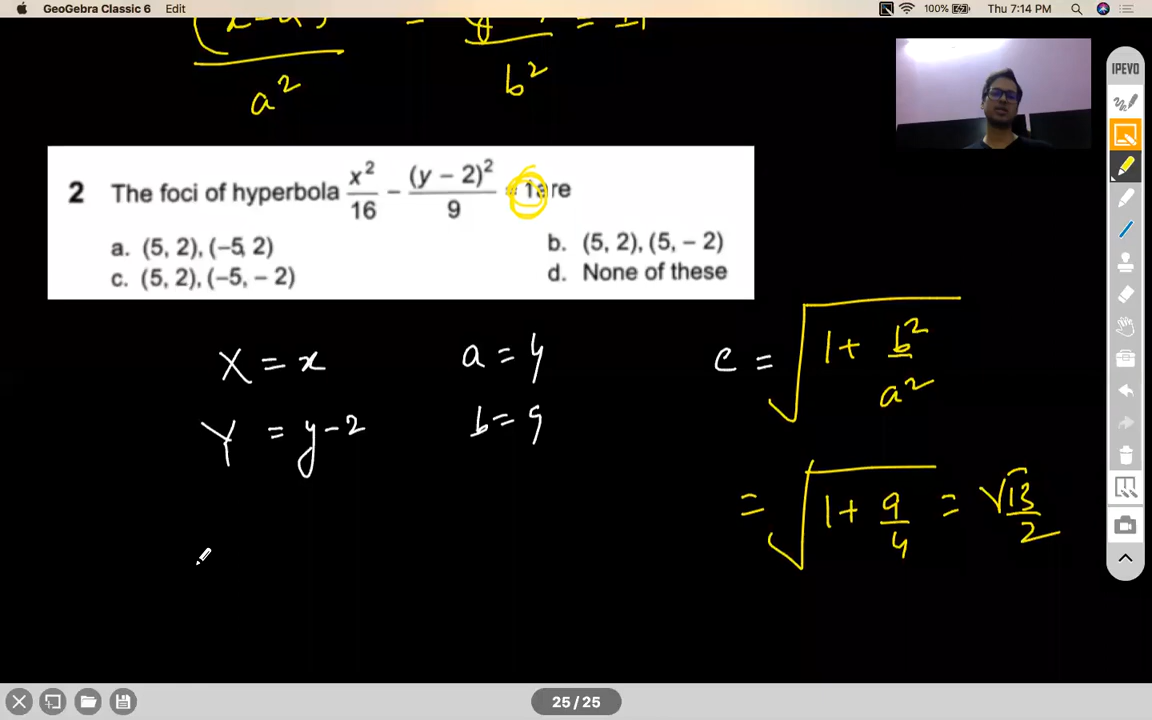 GeoGebra Classic 6 Edit 100% Thu 7:14 PM
a² b²
IPEVO
2 The foci of hyperbola x²/16 − (y − 2)²/9 = 1 are
a. (5, 2), (−5, 2) b. (5, 2), (5, − 2)
c. (5, 2), (−5, − 2) d. None of these
X = x a = 4 e = √(1 + b²/a²)
Y = y − 2 b = 9
= √(1 + 9/4) = √13/2
25 / 25